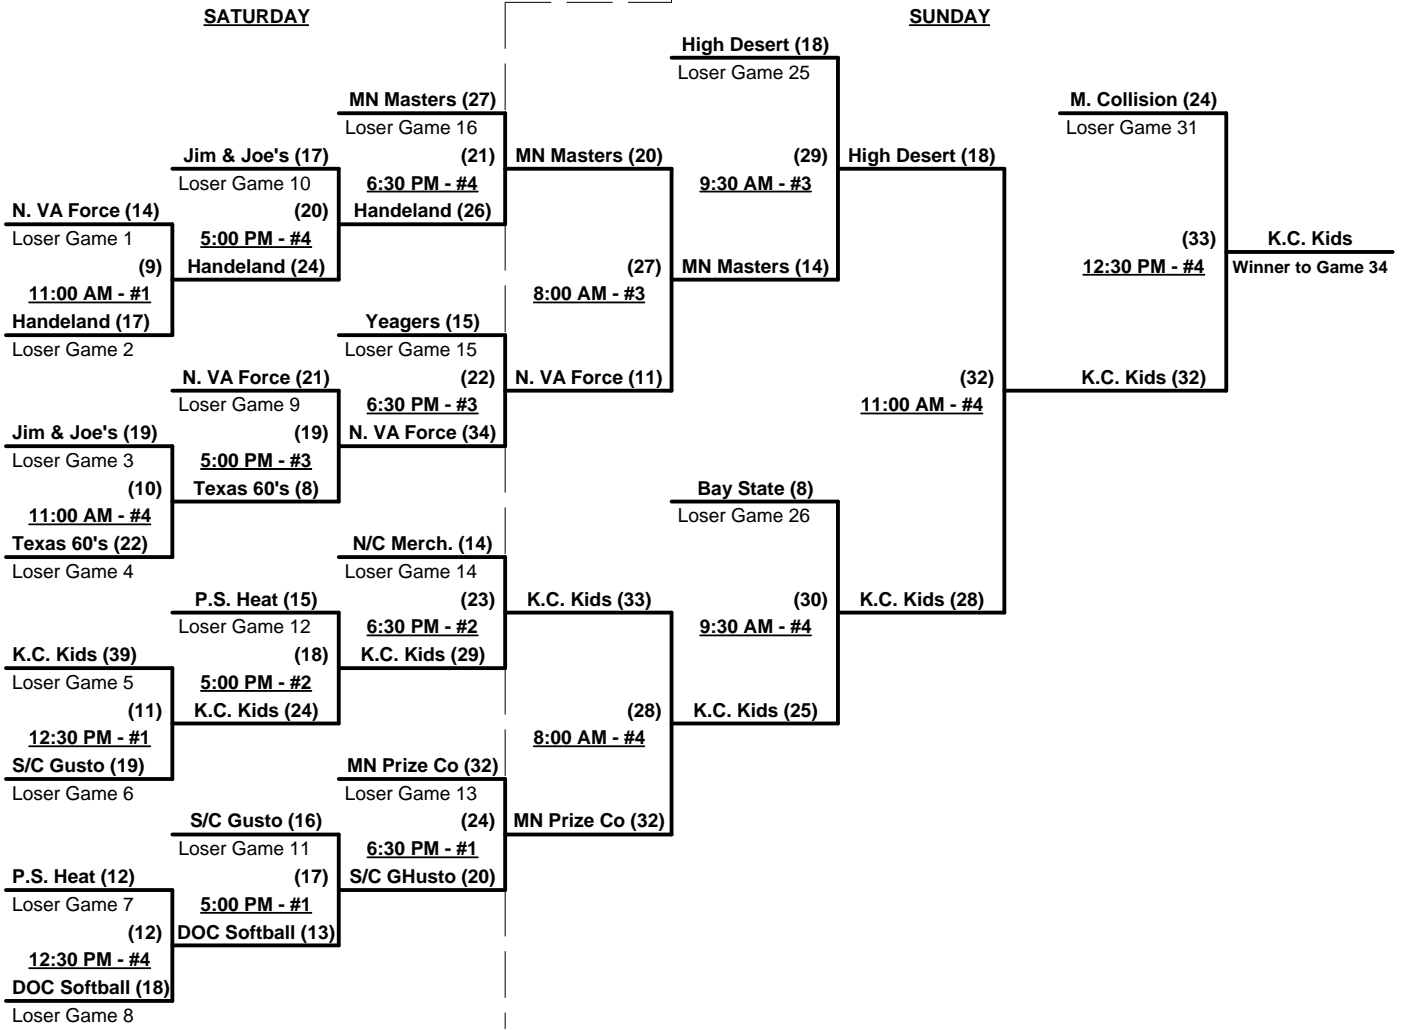 SATURDAY
SUNDAY
High Desert (18)
Loser Game 25
MN Masters (27)
M. Collision (24)
Loser Game 16
Loser Game 31
Jim & Joe's (17)
(21)
MN Masters (20)
(29)
High Desert (18)
Loser Game 10
6:30 PM - #4
9:30 AM - #3
N. VA Force (14)
(20)
Handeland (26)
Loser Game 1
5:00 PM - #4
(33)
K.C. Kids
(9)
Handeland (24)
(27)
MN Masters (14)
12:30 PM - #4
Winner to Game 34
11:00 AM - #1
8:00 AM - #3
Handeland (17)
Yeagers (15)
Loser Game 2
Loser Game 15
N. VA Force (21)
(22)
N. VA Force (11)
(32)
K.C. Kids (32)
Loser Game 9
6:30 PM - #3
11:00 AM - #4
Jim & Joe's (19)
(19)
N. VA Force (34)
Loser Game 3
5:00 PM - #3
(10)
Texas 60's (8)
Bay State (8)
11:00 AM - #4
Loser Game 26
Texas 60's (22)
N/C Merch. (14)
Loser Game 4
Loser Game 14
P.S. Heat (15)
(23)
K.C. Kids (33)
(30)
K.C. Kids (28)
Loser Game 12
6:30 PM - #2
9:30 AM - #4
K.C. Kids (39)
(18)
K.C. Kids (29)
Loser Game 5
5:00 PM - #2
(11)
K.C. Kids (24)
(28)
K.C. Kids (25)
12:30 PM - #1
8:00 AM - #4
S/C Gusto (19)
MN Prize Co (32)
Loser Game 6
Loser Game 13
S/C Gusto (16)
(24)
MN Prize Co (32)
Loser Game 11
6:30 PM - #1
P.S. Heat (12)
(17)
S/C GHusto (20)
Loser Game 7
5:00 PM - #1
(12)
DOC Softball (13)
12:30 PM - #4
DOC Softball (18)
Loser Game 8